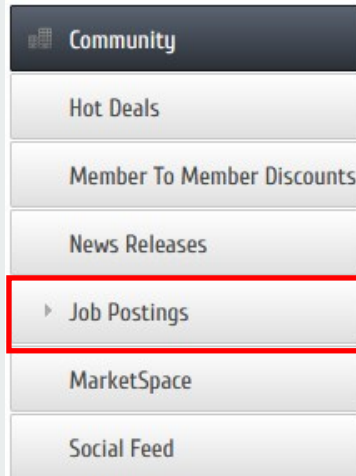 Community
Hot Deals
Member To Member Discounts
News Releases
Job Postings
MarketSpace
Social Feed